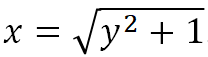 x = √(y² + 1)